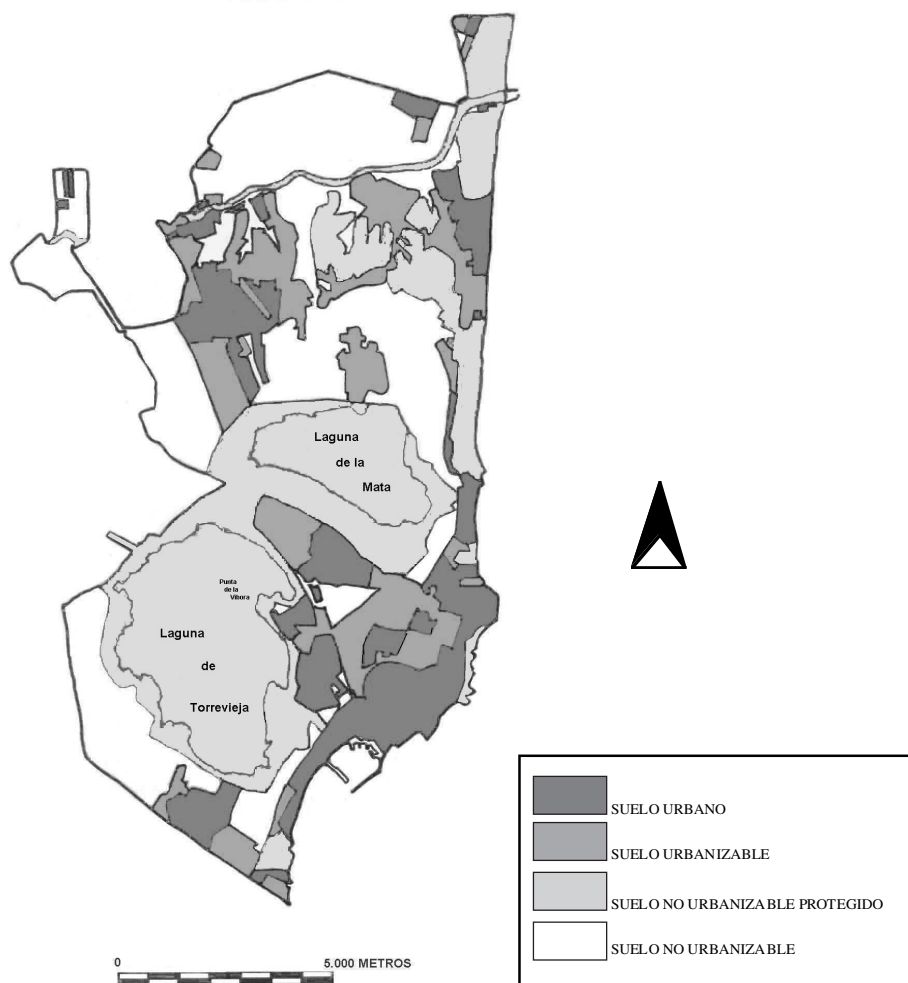 Laguna
de la
Mata
Punta
de la
Víbora
Laguna
de
Torrevieja
SUELO URBANO
SUELO URBANIZABLE
SUELO NO URBANIZABLE PROTEGIDO
SUELO NO URBANIZABLE
0 5.000 METROS